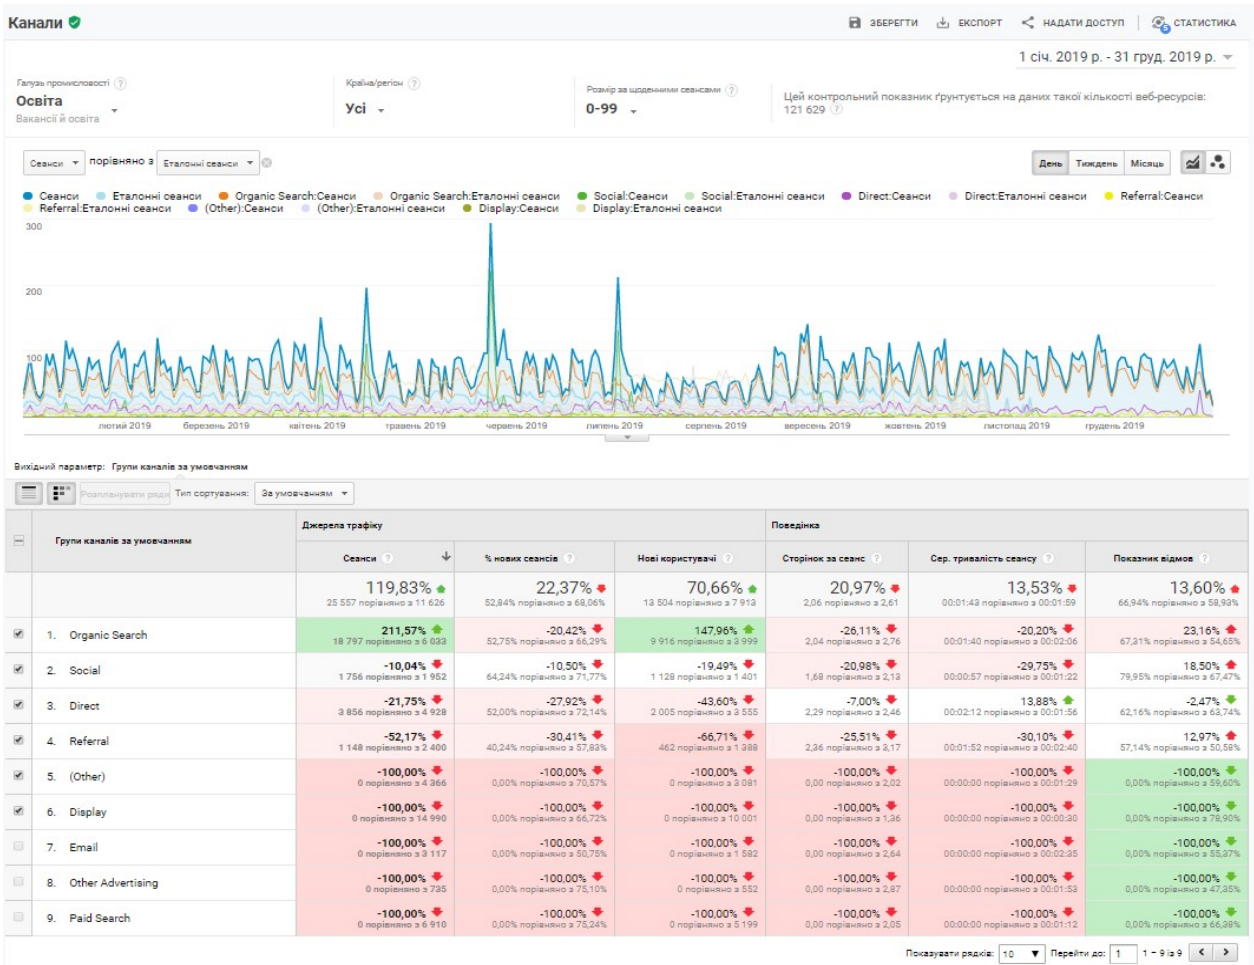 Канали
ЗБЕРЕГТИ ЕКСПОРТ НАДАТИ ДОСТУП 5 СТАТИСТИКА
1 січ. 2019 р. - 31 груд. 2019 р.
Галузь промисловості ?
Освіта
Вакансії й освіта
Країна/регіон ?
Усі
Розмір за щоденними сеансами ?
0-99
Цей контрольний показник ґрунтується на даних такої кількості веб-ресурсів:
121 629 ?
Сеанси порівняно з Еталонні сеанси
День Тиждень Місяць
Сеанси Еталонні сеанси Organic Search:Сеанси Organic Search:Еталонні сеанси Social:Сеанси Social:Еталонні сеанси Direct:Сеанси Direct:Еталонні сеанси Referral:Сеанси
Referral:Еталонні сеанси (Other):Сеанси (Other):Еталонні сеанси Display:Сеанси Display:Еталонні сеанси
300
200
100
лютий 2019 березень 2019 квітень 2019 травень 2019 червень 2019 липень 2019 серпень 2019 вересень 2019 жовтень 2019 листопад 2019 грудень 2019
Вихідний параметр: Групи каналів за умовчанням
Розпланувати ряди Тип сортування: За умовчанням
Групи каналів за умовчанням
Джерела трафіку Поведінка
Сеанси ? % нових сеансів ? Нові користувачі ? Сторінок за сеанс ? Сер. тривалість сеансу ? Показник відмов ?
119,83% 22,37% 70,66% 20,97% 13,53% 13,60%
25 557 порівняно з 11 626 52,84% порівняно з 68,06% 13 504 порівняно з 7 913 2,06 порівняно з 2,61 00:01:43 порівняно з 00:01:59 66,94% порівняно з 58,93%
1. Organic Search 211,57% -20,42% 147,96% -26,11% -20,20% 23,16%
18 797 порівняно з 6 033 52,75% порівняно з 66,29% 9 916 порівняно з 3 999 2,04 порівняно з 2,76 00:01:40 порівняно з 00:02:06 67,31% порівняно з 54,65%
2. Social -10,04% -10,50% -19,49% -20,98% -29,75% 18,50%
1 756 порівняно з 1 952 64,24% порівняно з 71,77% 1 128 порівняно з 1 401 1,68 порівняно з 2,13 00:00:57 порівняно з 00:01:22 79,95% порівняно з 67,47%
3. Direct -21,75% -27,92% -43,60% -7,00% 13,88% -2,47%
3 856 порівняно з 4 928 52,00% порівняно з 72,14% 2 005 порівняно з 3 555 2,29 порівняно з 2,46 00:02:12 порівняно з 00:01:56 62,16% порівняно з 63,74%
4. Referral -52,17% -30,41% -66,71% -25,51% -30,10% 12,97%
1 148 порівняно з 2 400 40,24% порівняно з 57,83% 462 порівняно з 1 388 2,36 порівняно з 3,17 00:01:52 порівняно з 00:02:40 57,14% порівняно з 50,58%
5. (Other) -100,00% -100,00% -100,00% -100,00% -100,00% -100,00%
0 порівняно з 4 366 0,00% порівняно з 70,57% 0 порівняно з 3 081 0,00 порівняно з 2,02 00:00:00 порівняно з 00:01:29 0,00% порівняно з 59,60%
6. Display -100,00% -100,00% -100,00% -100,00% -100,00% -100,00%
0 порівняно з 14 990 0,00% порівняно з 66,72% 0 порівняно з 10 001 0,00 порівняно з 1,36 00:00:00 порівняно з 00:00:30 0,00% порівняно з 78,90%
7. Email -100,00% -100,00% -100,00% -100,00% -100,00% -100,00%
0 порівняно з 3 117 0,00% порівняно з 50,75% 0 порівняно з 1 582 0,00 порівняно з 2,64 00:00:00 порівняно з 00:02:35 0,00% порівняно з 55,37%
8. Other Advertising -100,00% -100,00% -100,00% -100,00% -100,00% -100,00%
0 порівняно з 735 0,00% порівняно з 75,10% 0 порівняно з 552 0,00 порівняно з 2,87 00:00:00 порівняно з 00:01:53 0,00% порівняно з 47,35%
9. Paid Search -100,00% -100,00% -100,00% -100,00% -100,00% -100,00%
0 порівняно з 6 910 0,00% порівняно з 75,24% 0 порівняно з 5 199 0,00 порівняно з 2,05 00:00:00 порівняно з 00:01:12 0,00% порівняно з 66,38%
Показувати рядків: 10 Перейти до: 1 1 – 9 із 9